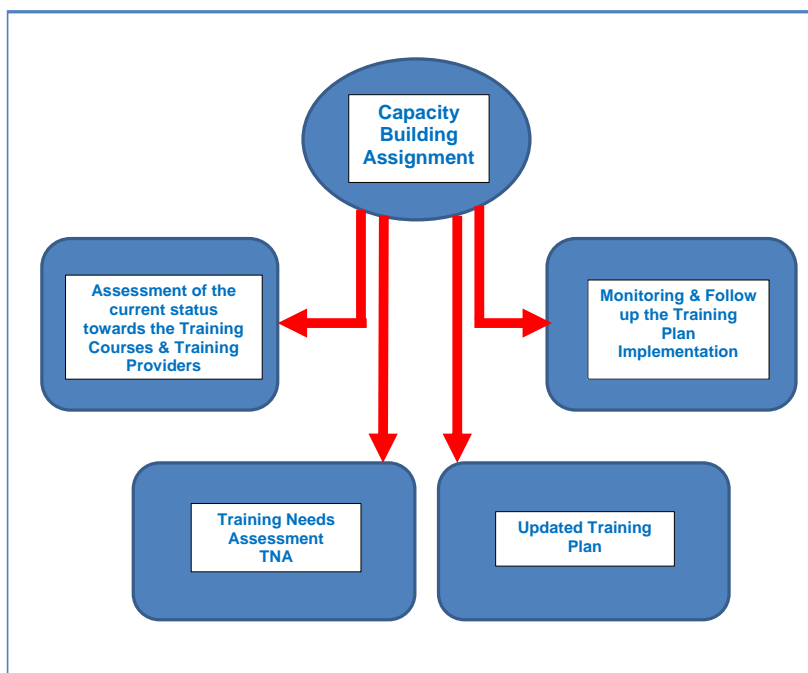 Capacity
Building
Assignment
Assessment of the
current status
towards the Training
Courses & Training
Providers
Monitoring & Follow
up the Training
Plan
Implementation
Training Needs
Assessment
TNA
Updated Training
Plan